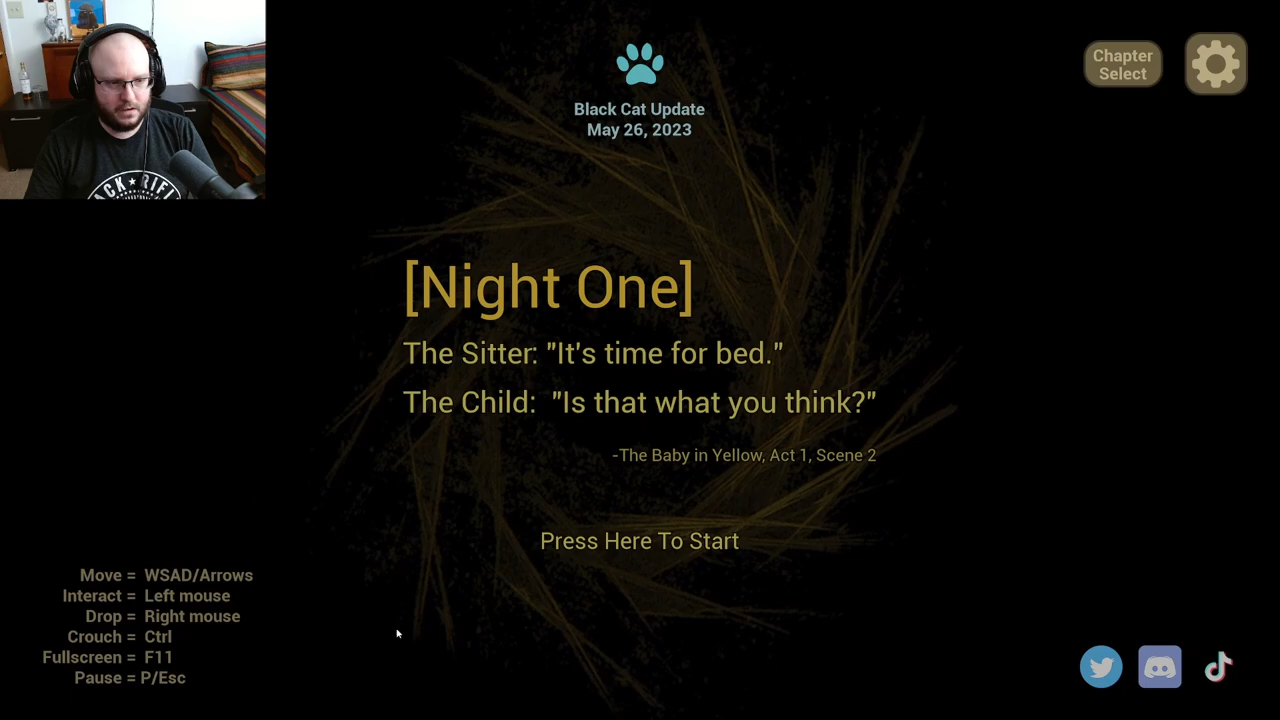 Black Cat Update
May 26, 2023
Chapter
Select
[Night One]
The Sitter: "It's time for bed."
The Child: "Is that what you think?"
-The Baby in Yellow, Act 1, Scene 2
Press Here To Start
Move = WSAD/Arrows
Interact = Left mouse
Drop = Right mouse
Crouch = Ctrl
Fullscreen = F11
Pause = P/Esc